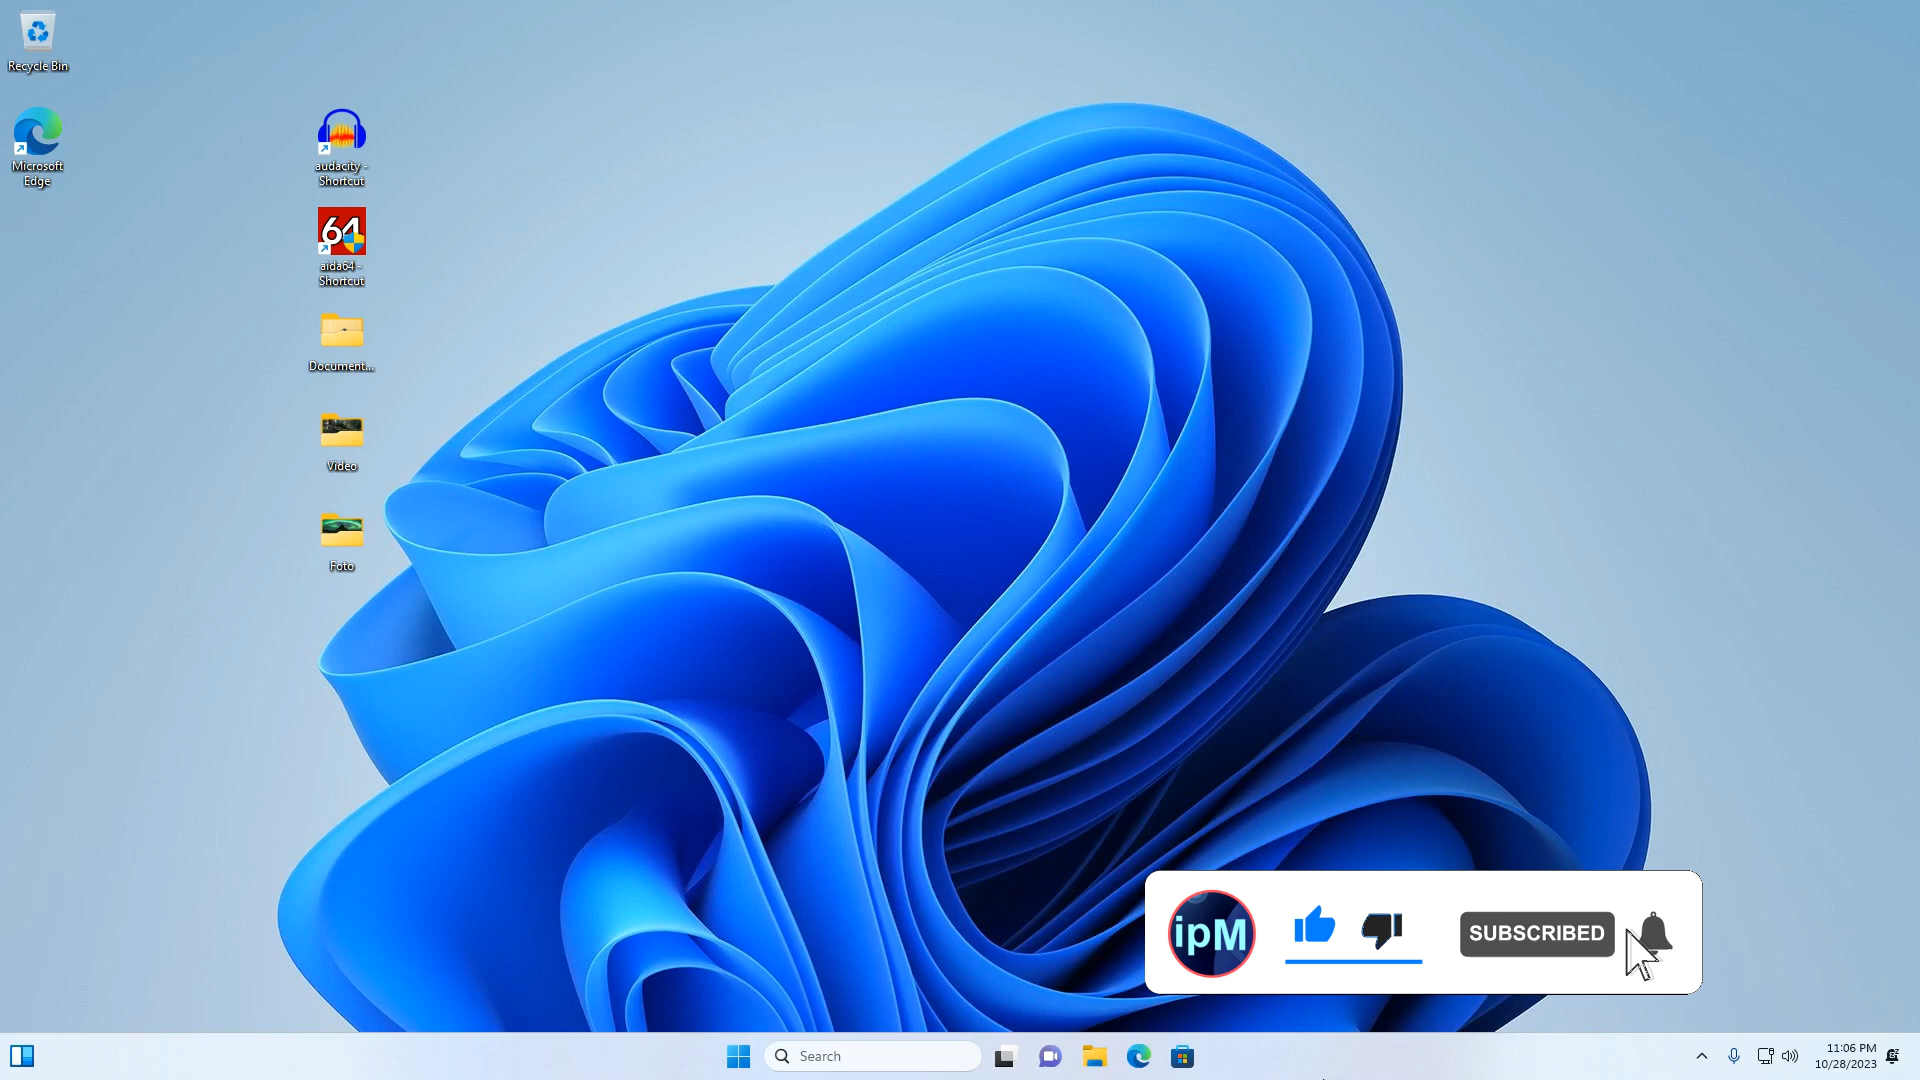 Recycle Bin
Microsoft
Edge
audacity -
Shortcut
64
aida64 -
Shortcut
Document...
Video
Foto
ipM
SUBSCRIBED
Search
11:06 PM
10/28/2023